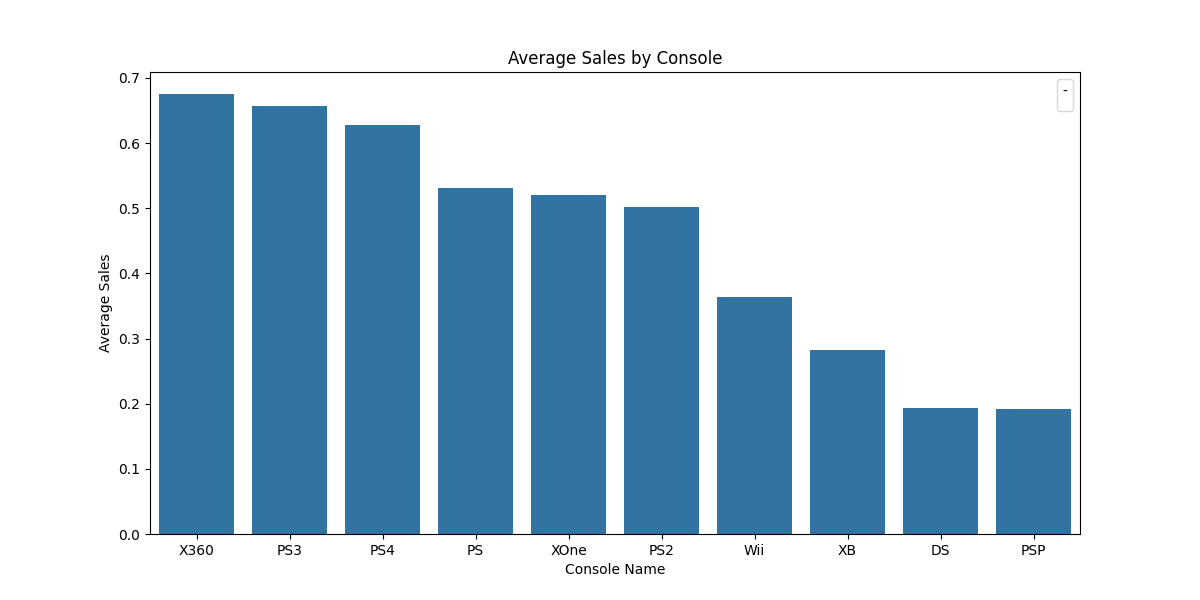 Average Sales by Console
-
0.7
0.6
0.5
0.4
0.3
0.2
0.1
0.0
Average Sales
X360 PS3 PS4 PS XOne PS2 Wii XB DS PSP
Console Name